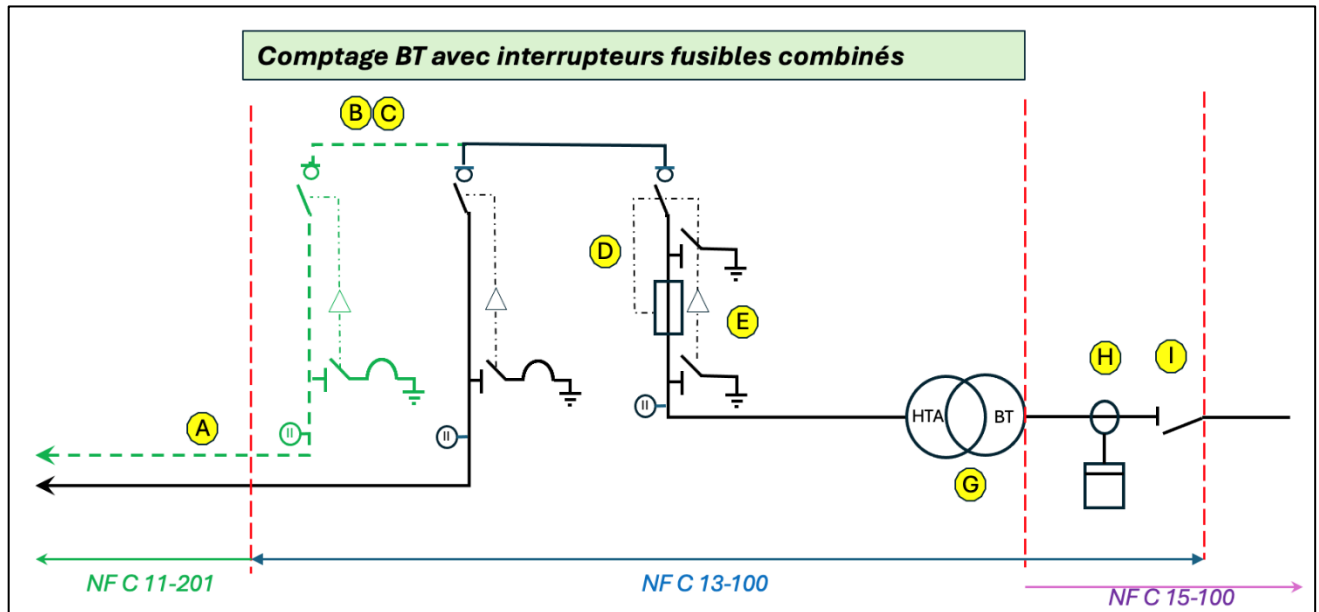 Comptage BT avec interrupteurs fusibles combinés
B C
D
E
H I
A
HTA BT
G
NF C 11-201
NF C 13-100
NF C 15-100